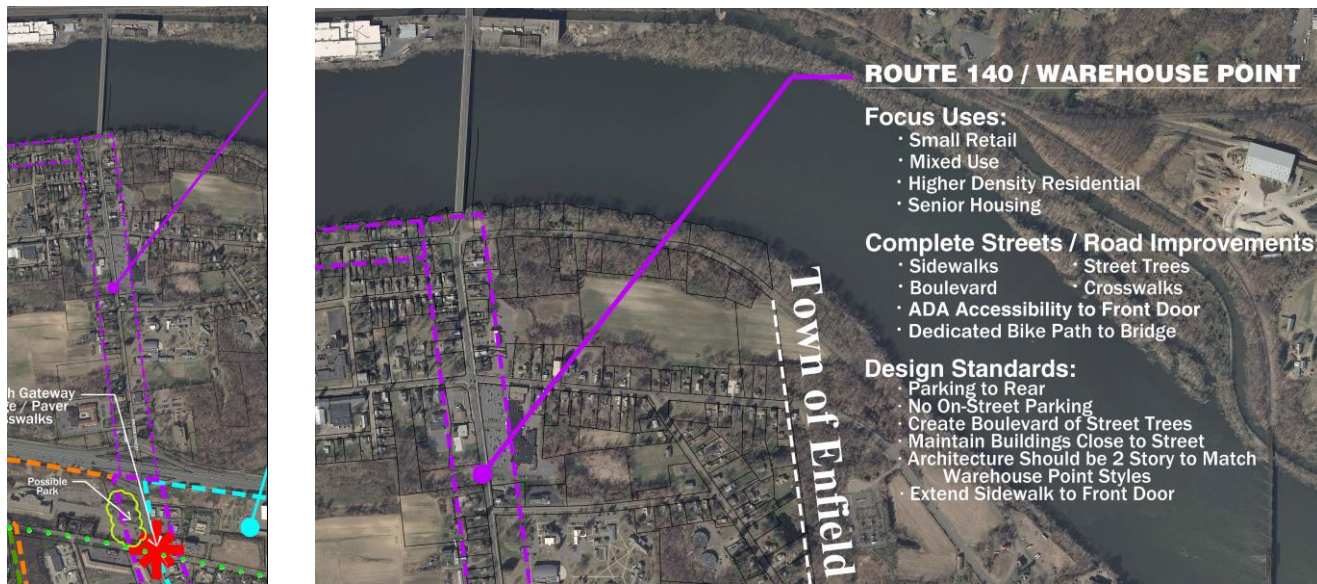 h Gateway
ge / Paver
sswalks
Possible
Park
ROUTE 140 / WAREHOUSE POINT
Focus Uses:
· Small Retail
· Mixed Use
· Higher Density Residential
· Senior Housing
Complete Streets / Road Improvements:
· Sidewalks · Street Trees
· Boulevard · Crosswalks
· ADA Accessibility to Front Door
· Dedicated Bike Path to Bridge
Design Standards:
· Parking to Rear
· No On-Street Parking
· Create Boulevard of Street Trees
· Maintain Buildings Close to Street
· Architecture Should be 2 Story to Match
Warehouse Point Styles
· Extend Sidewalk to Front Door
Town of Enfield